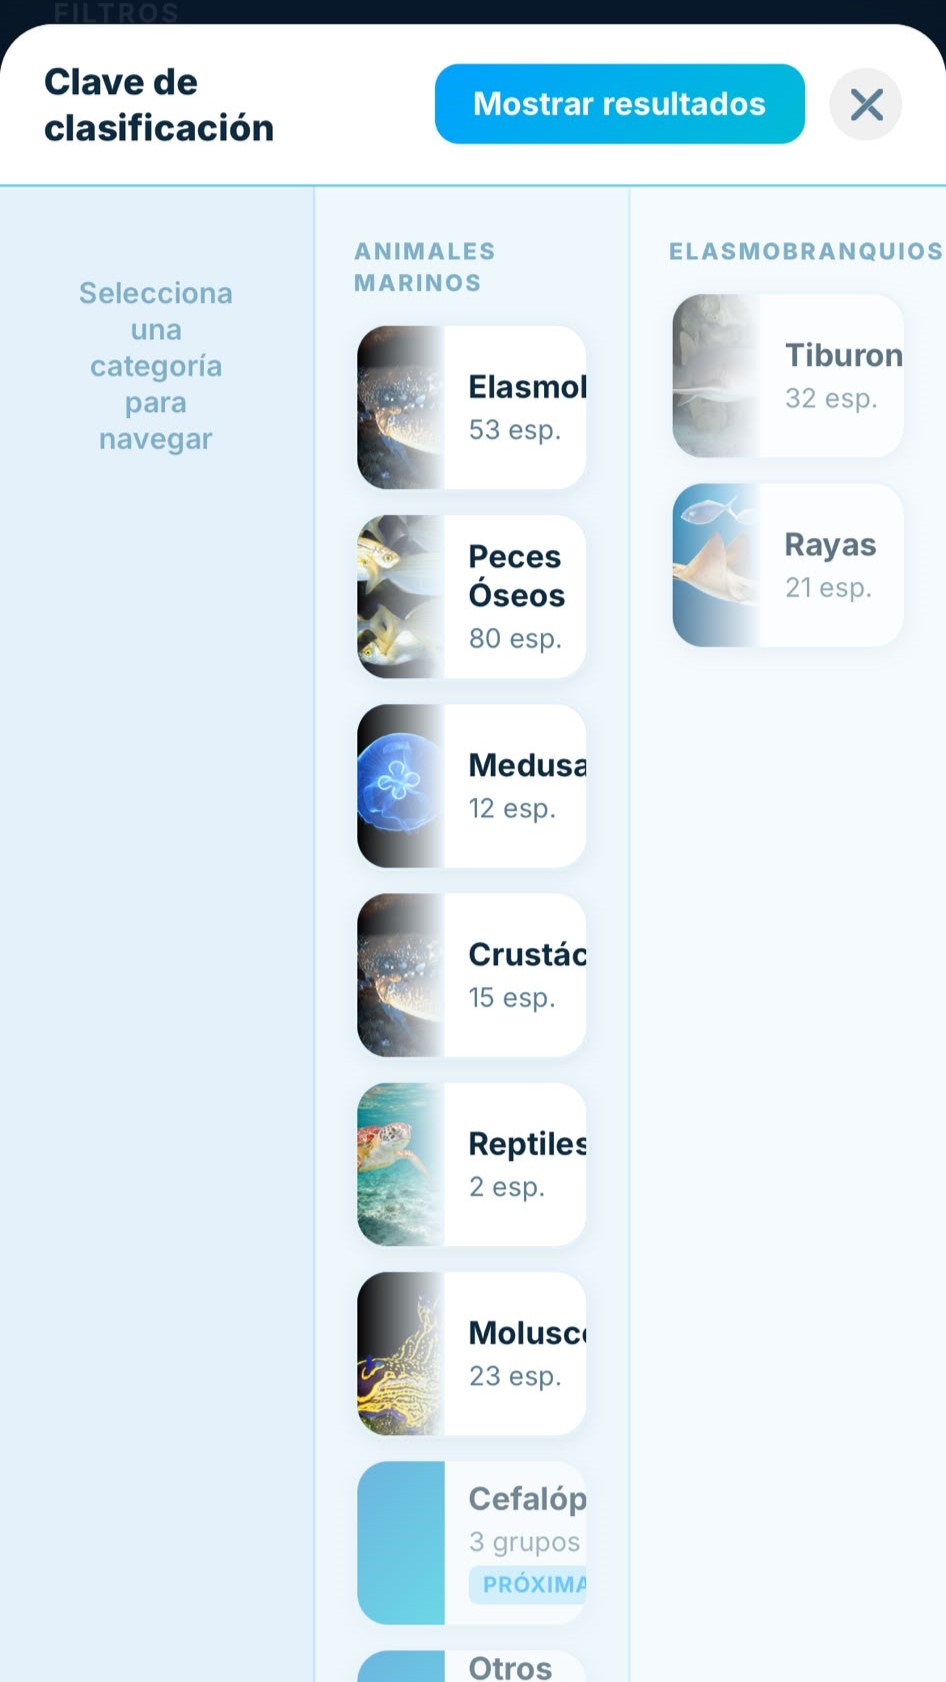 FILTROS
Clave de
clasificación
Mostrar resultados
Selecciona
una
categoría
para
navegar
ANIMALES
MARINOS
Elasmol
53 esp.
Peces
Óseos
80 esp.
Medusa
12 esp.
Crustác
15 esp.
Reptiles
2 esp.
Molusc
23 esp.
Cefalóp
3 grupos
PRÓXIMA
Otros
ELASMOBRANQUIOS
Tiburon
32 esp.
Rayas
21 esp.